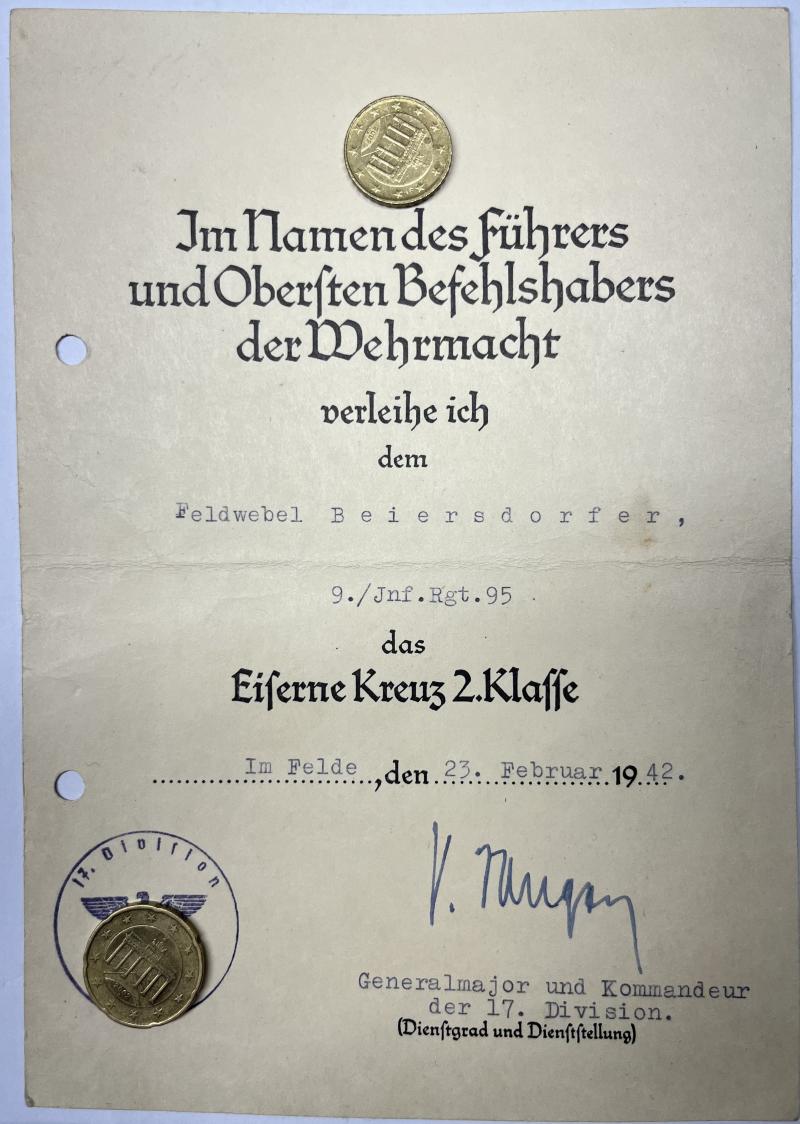 Im Namen des Führers
und Oberſten Befehlshabers
der Wehrmacht
verleihe ich
dem
Feldwebel Beiersdorfer,
9./Jnf.Rgt.95
das
Eiſerne Kreuz 2.Klaſſe
Im Felde, den 23. Februar 1942.
17. Diviſion
Generalmajor und Kommandeur
der 17. Division.
(Dienſtgrad und Dienſtſtellung)